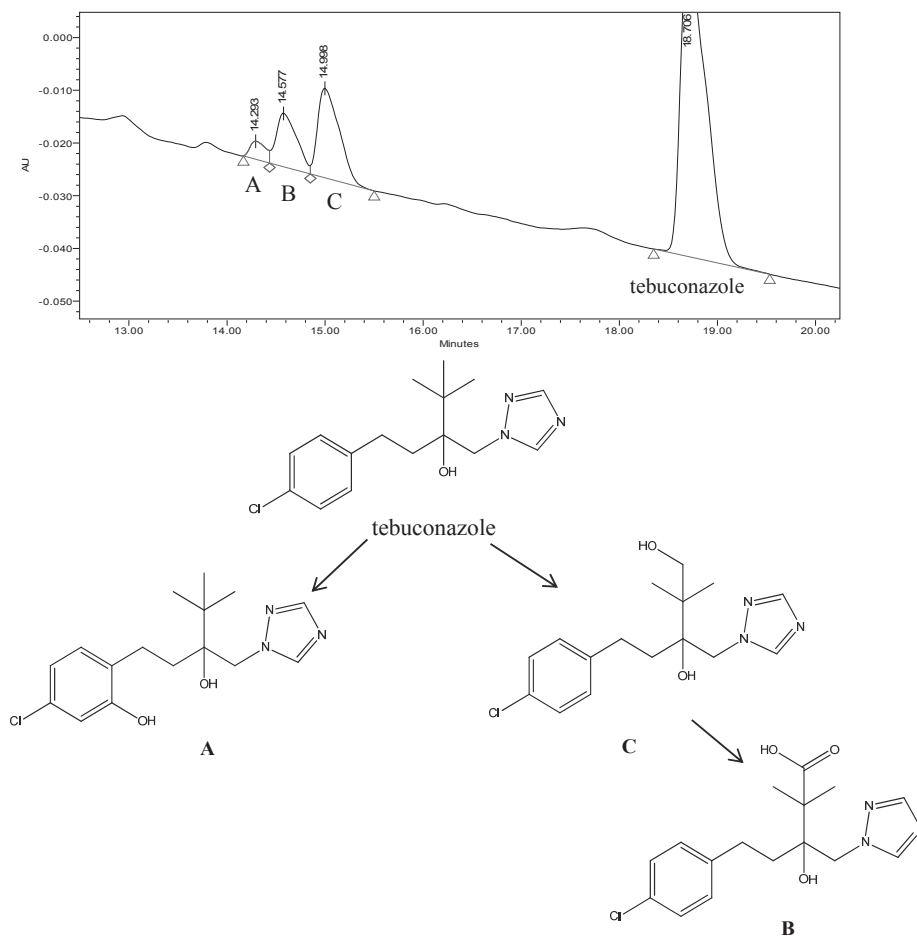 0.000
-0.010
-0.020
-0.030
-0.040
-0.050
AU
14.293
14.577
14.998
18.706
A
B
C
tebuconazole
13.00 14.00 15.00 16.00 17.00 18.00 19.00 20.00
Minutes
N
N
N
OH
Cl
tebuconazole
HO
N
N
N
OH
Cl
OH
A
N
N
N
OH
Cl
C
HO
O
N
N
OH
Cl
B